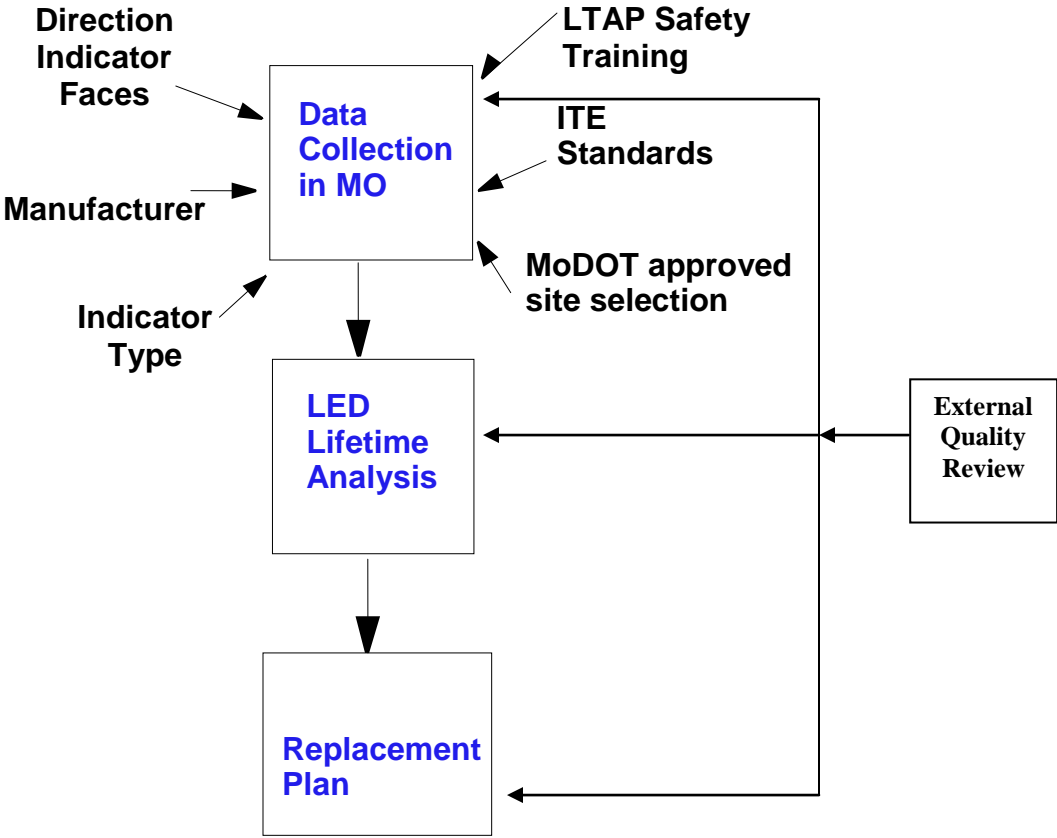 Direction
Indicator
Faces
LTAP Safety
Training
Data
Collection
in MO
ITE
Standards
Manufacturer
MoDOT approved
site selection
Indicator
Type
LED
Lifetime
Analysis
External
Quality
Review
Replacement
Plan